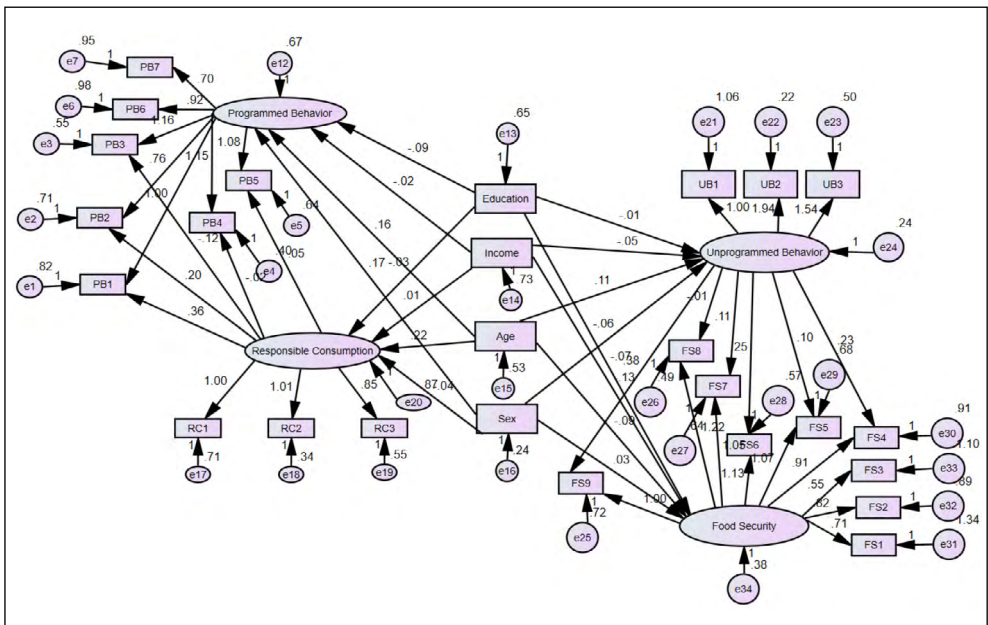 .95
e7
1
PB7
.70
.67
e12
1
Programmed Behavior
.98
e6
1
PB6
.92
.55
e3
1
PB3
1.16
.76
1.15
1.08
1.00
.71
e2
1
PB2
PB4
PB5
1
.64
e5
1
e4
-.12
.40
.05
.82
e1
1
PB1
.20
.36
.17
-.03
.16
.01
.22
-.09
-.02
.65
e13
1
Education
Income
1
.73
e14
Age
1
.53
e15
Sex
1
.24
e16
Responsible Consumption
1
e20
.87
.04
1.00
1.01
.85
RC1
RC2
RC3
1
.71
e17
1
.34
e18
1
.55
e19
1.06
e21
1
UB1
.22
e22
1
UB2
.50
e23
1
UB3
1.00
1.94
1.54
Unprogrammed Behavior
1
e24
.24
-.01
-.05
.11
-.06
-.01
.11
.25
.10
.23
.68
FS8
1
.49
e26
FS7
e27
FS6
1
e28
.57
FS5
1
e29
FS4
1
e30
.91
FS3
1
e33
1.10
FS2
1
e32
.89
FS1
1
e31
1.34
FS9
1
.72
e25
-.07
.38
.13
-.09
.03
1.00
1.22
1.13
1.05
1.07
.91
.55
.82
.71
Food Security
1
.38
e34